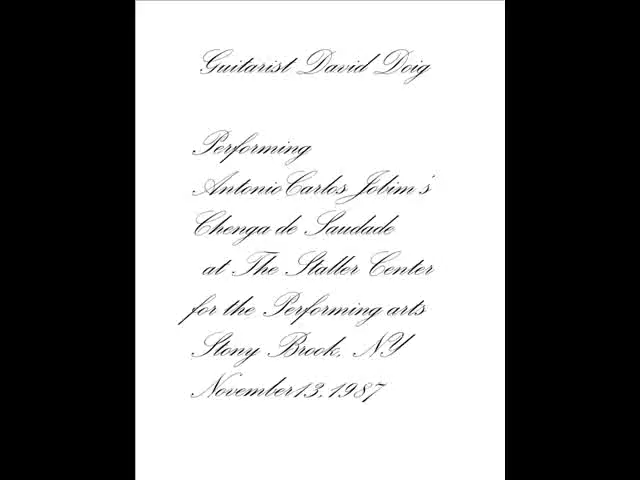 Guitarist David Doig
Performing
Antonio Carlos Jobim's
Chenga de Saudade
at The Staller Center
for the Performing arts
Stony Brook, NY
November 13, 1987